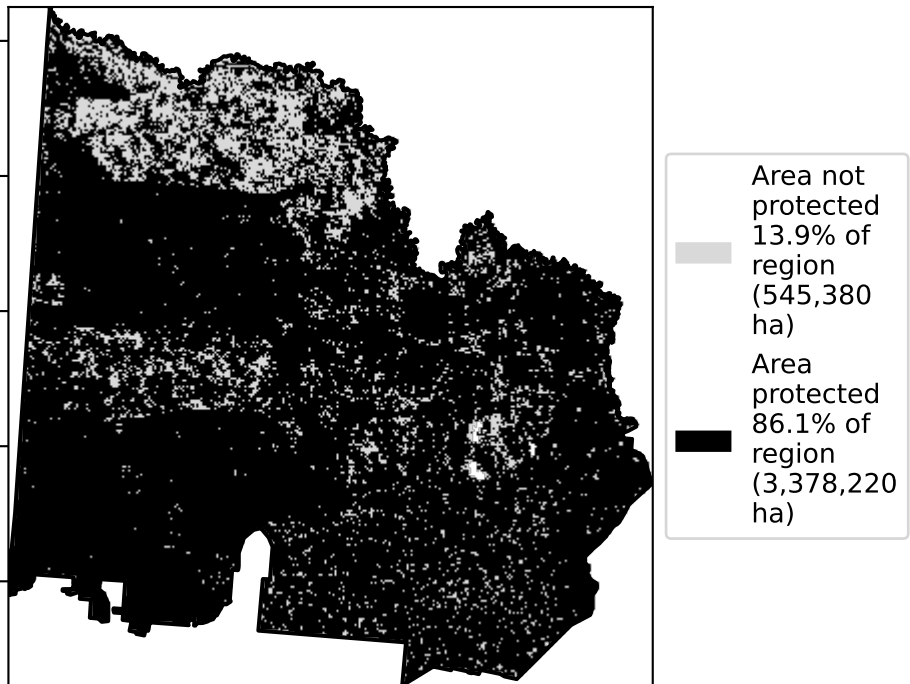 Area not
protected
13.9% of
region
(545,380
ha)
Area
protected
86.1% of
region
(3,378,220
ha)